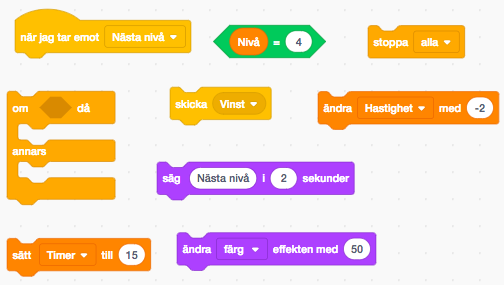 när jag tar emot Nästa nivå
Nivå = 4
stoppa alla
om då
annars
skicka Vinst
ändra Hastighet med -2
säg Nästa nivå i 2 sekunder
sätt Timer till 15
ändra färg effekten med 50